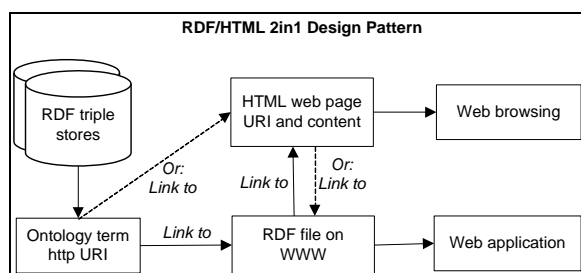 RDF/HTML 2in1 Design Pattern
RDF triple
stores
HTML web page
URI and content
Web browsing
Or:
Link to
Link to
Or:
Link to
Ontology term
http URI
Link to
RDF file on
WWW
Web application